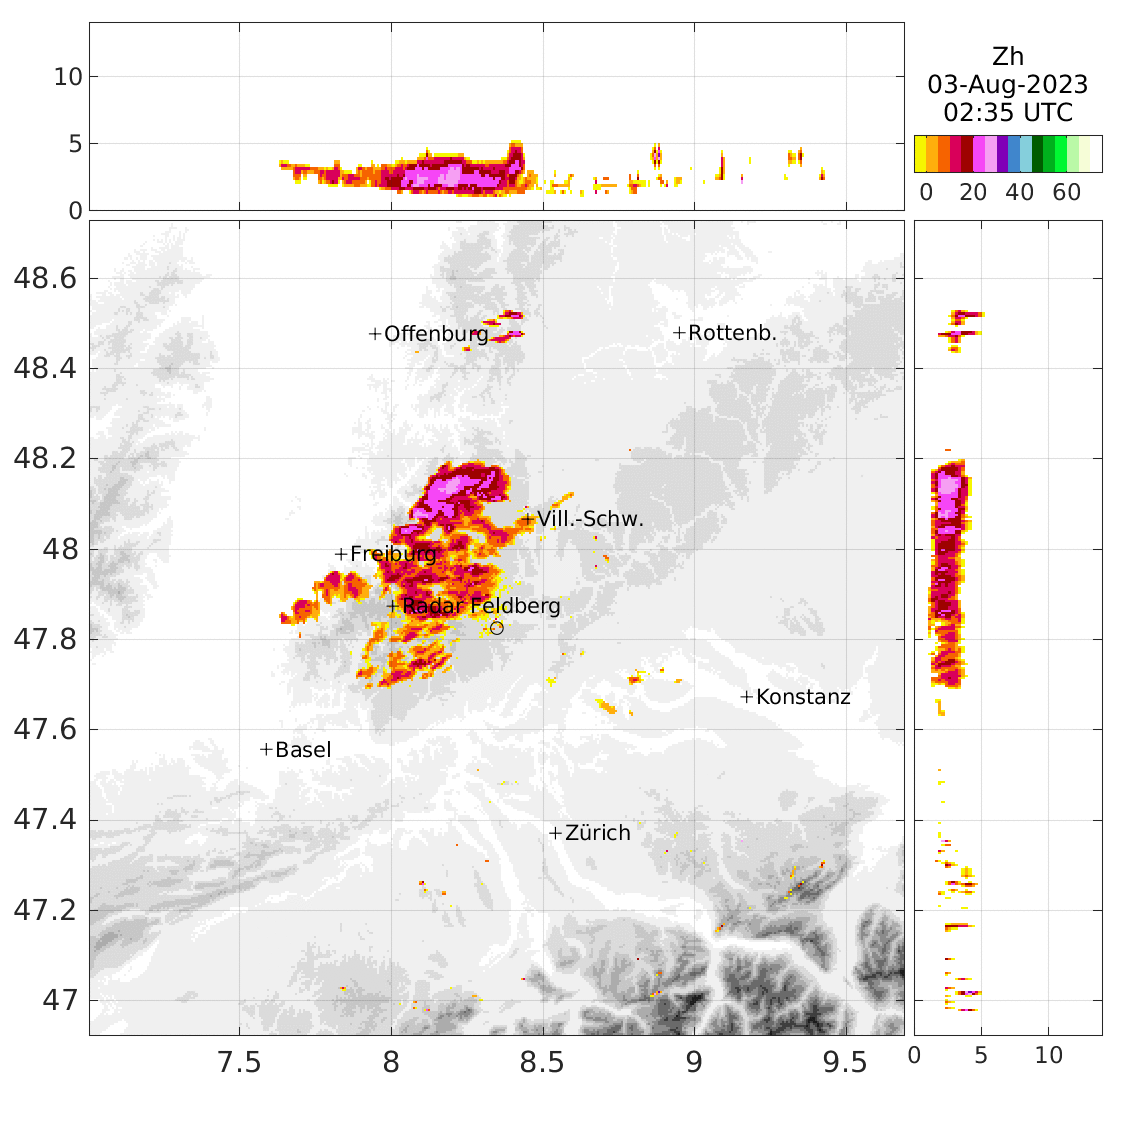 10
5
0
Zh
03-Aug-2023
02:35 UTC
0 20 40 60
48.6
48.4
48.2
48
47.8
47.6
47.4
47.2
47
+Offenburg
+Rottenb.
+Vill.-Schw.
+Freiburg
+Radar Feldberg
+Konstanz
+Basel
+Zürich
7.5 8 8.5 9 9.5
0 5 10